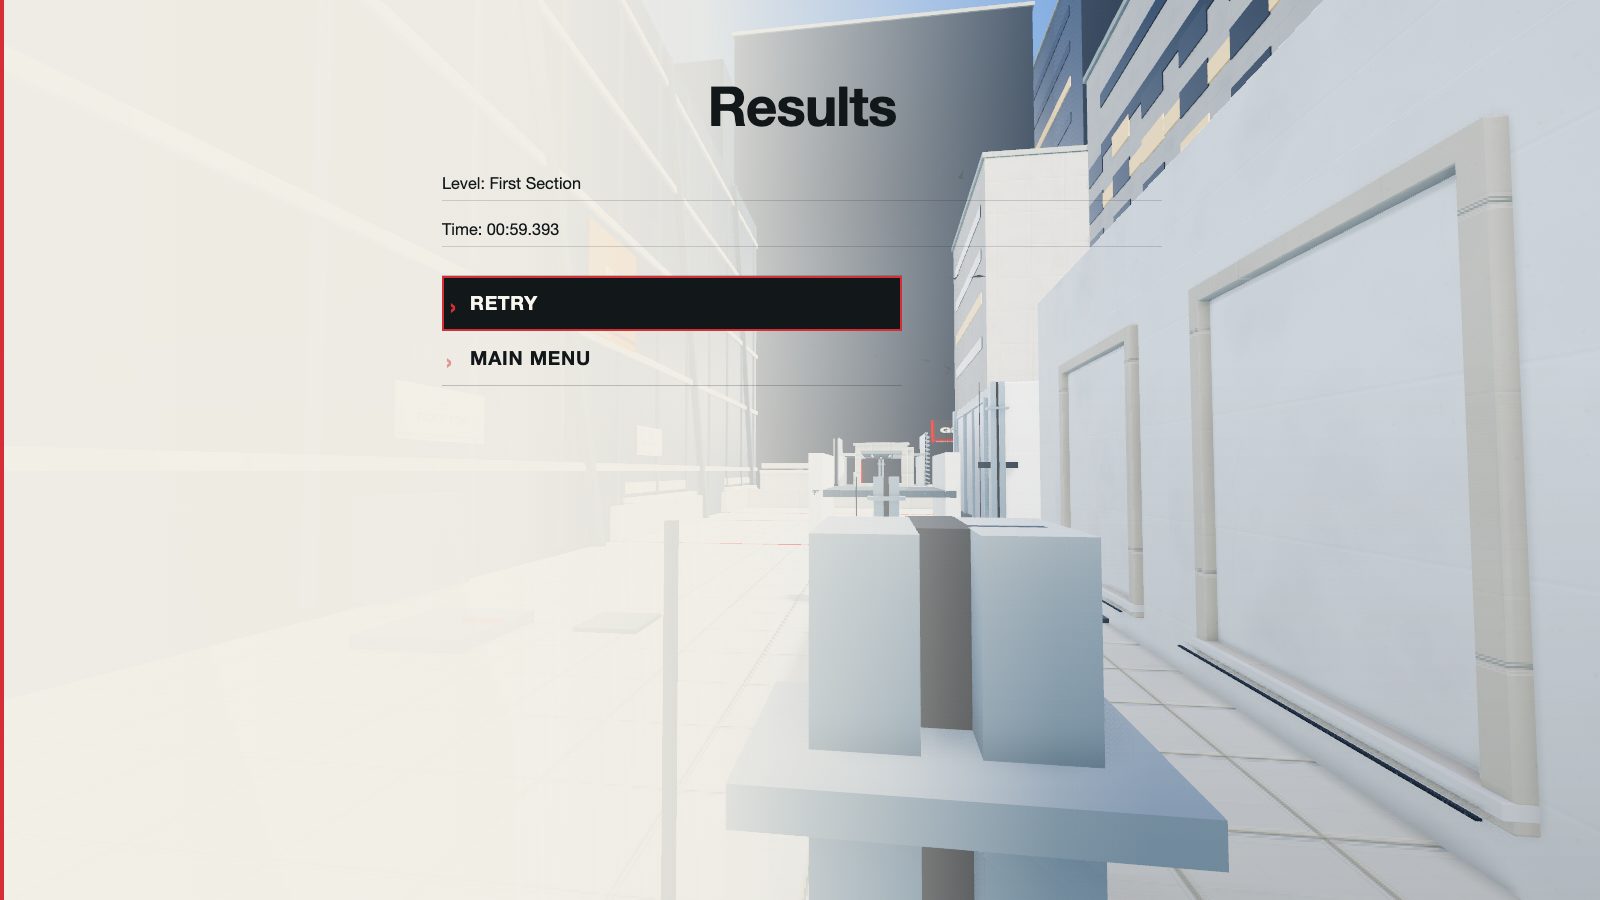 Results
Level: First Section
Time: 00:59.393
› RETRY
› MAIN MENU